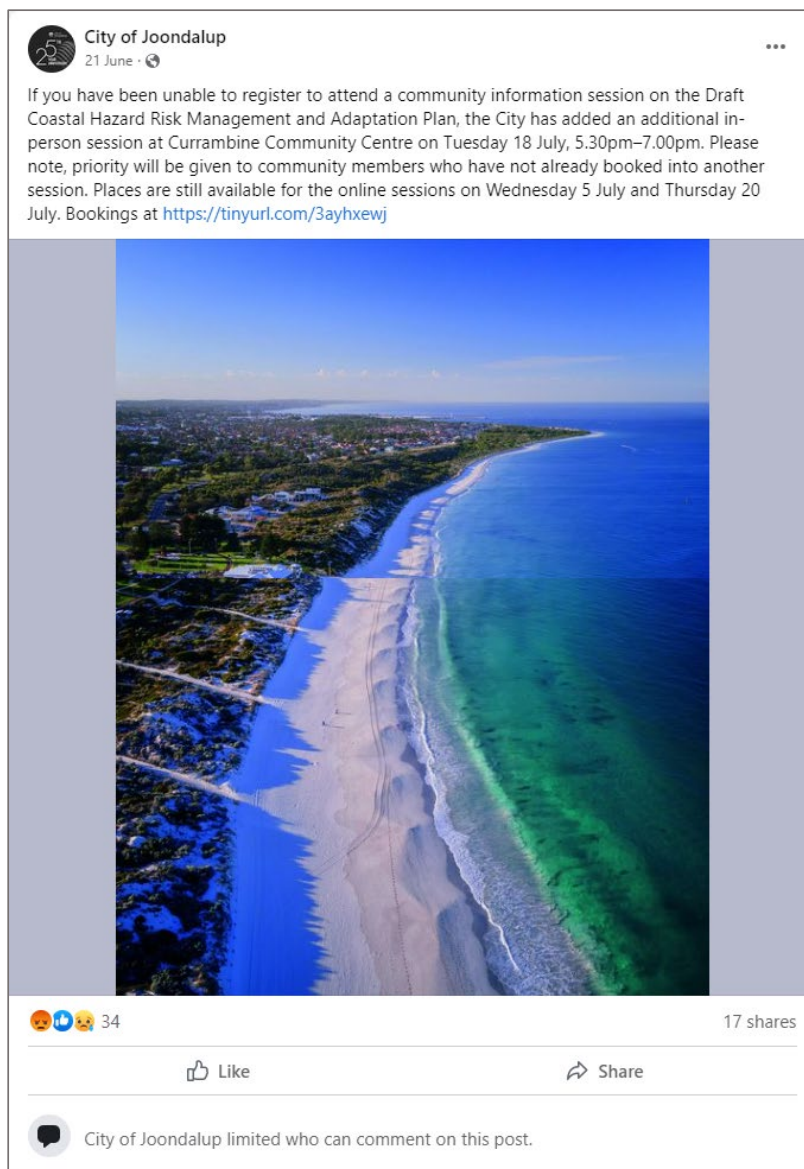 City of Joondalup
21 June ·
If you have been unable to register to attend a community information session on the Draft
Coastal Hazard Risk Management and Adaptation Plan, the City has added an additional in-
person session at Currambine Community Centre on Tuesday 18 July, 5.30pm–7.00pm. Please
note, priority will be given to community members who have not already booked into another
session. Places are still available for the online sessions on Wednesday 5 July and Thursday 20
July. Bookings at https://tinyurl.com/3ayhxewj
34
17 shares
Like
Share
City of Joondalup limited who can comment on this post.